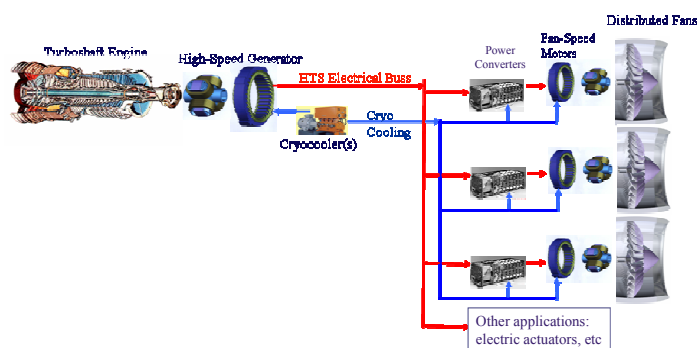 Distributed Fans
Turboshaft Engine
High-Speed Generator
Power
Converters
Fan-Speed
Motors
HTS Electrical Buss
Cryo
Cooling
Cryocooler(s)
Other applications:
electric actuators, etc